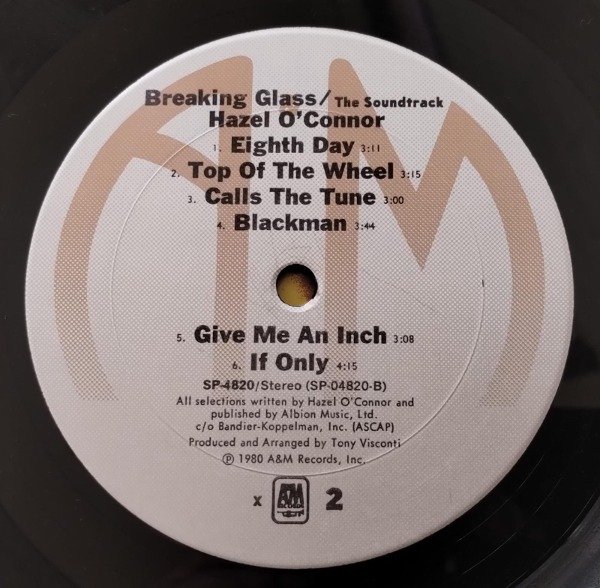 Breaking Glass/ The Soundtrack
Hazel O'Connor
1. Eighth Day 3:11
2. Top Of The Wheel 3:15
3. Calls The Tune 3:00
4. Blackman 3:44
5. Give Me An Inch 3:08
6. If Only 4:15
SP-4820/Stereo (SP-04820-B)
All selections written by Hazel O'Connor and
published by Albion Music, Ltd.
c/o Bandier-Koppelman, Inc. (ASCAP)
Produced and Arranged by Tony Visconti
℗ 1980 A&M Records, Inc.
x A&M RECORDS 2